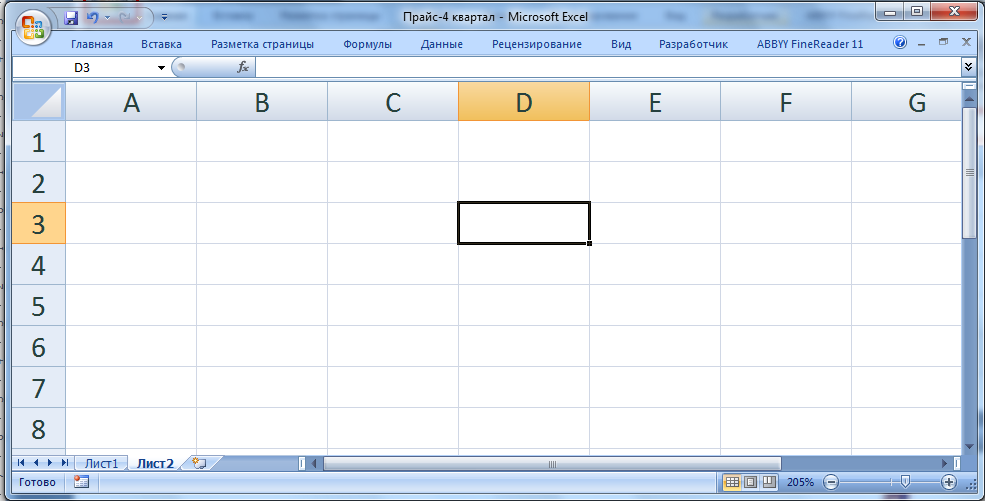 Прайс-4 квартал - Microsoft Excel
Главная Вставка Разметка страницы Формулы Данные Рецензирование Вид Разработчик ABBYY FineReader 11
D3 fx
A B C D E F G
1
2
3
4
5
6
7
8
Лист1 Лист2
Готово 205%